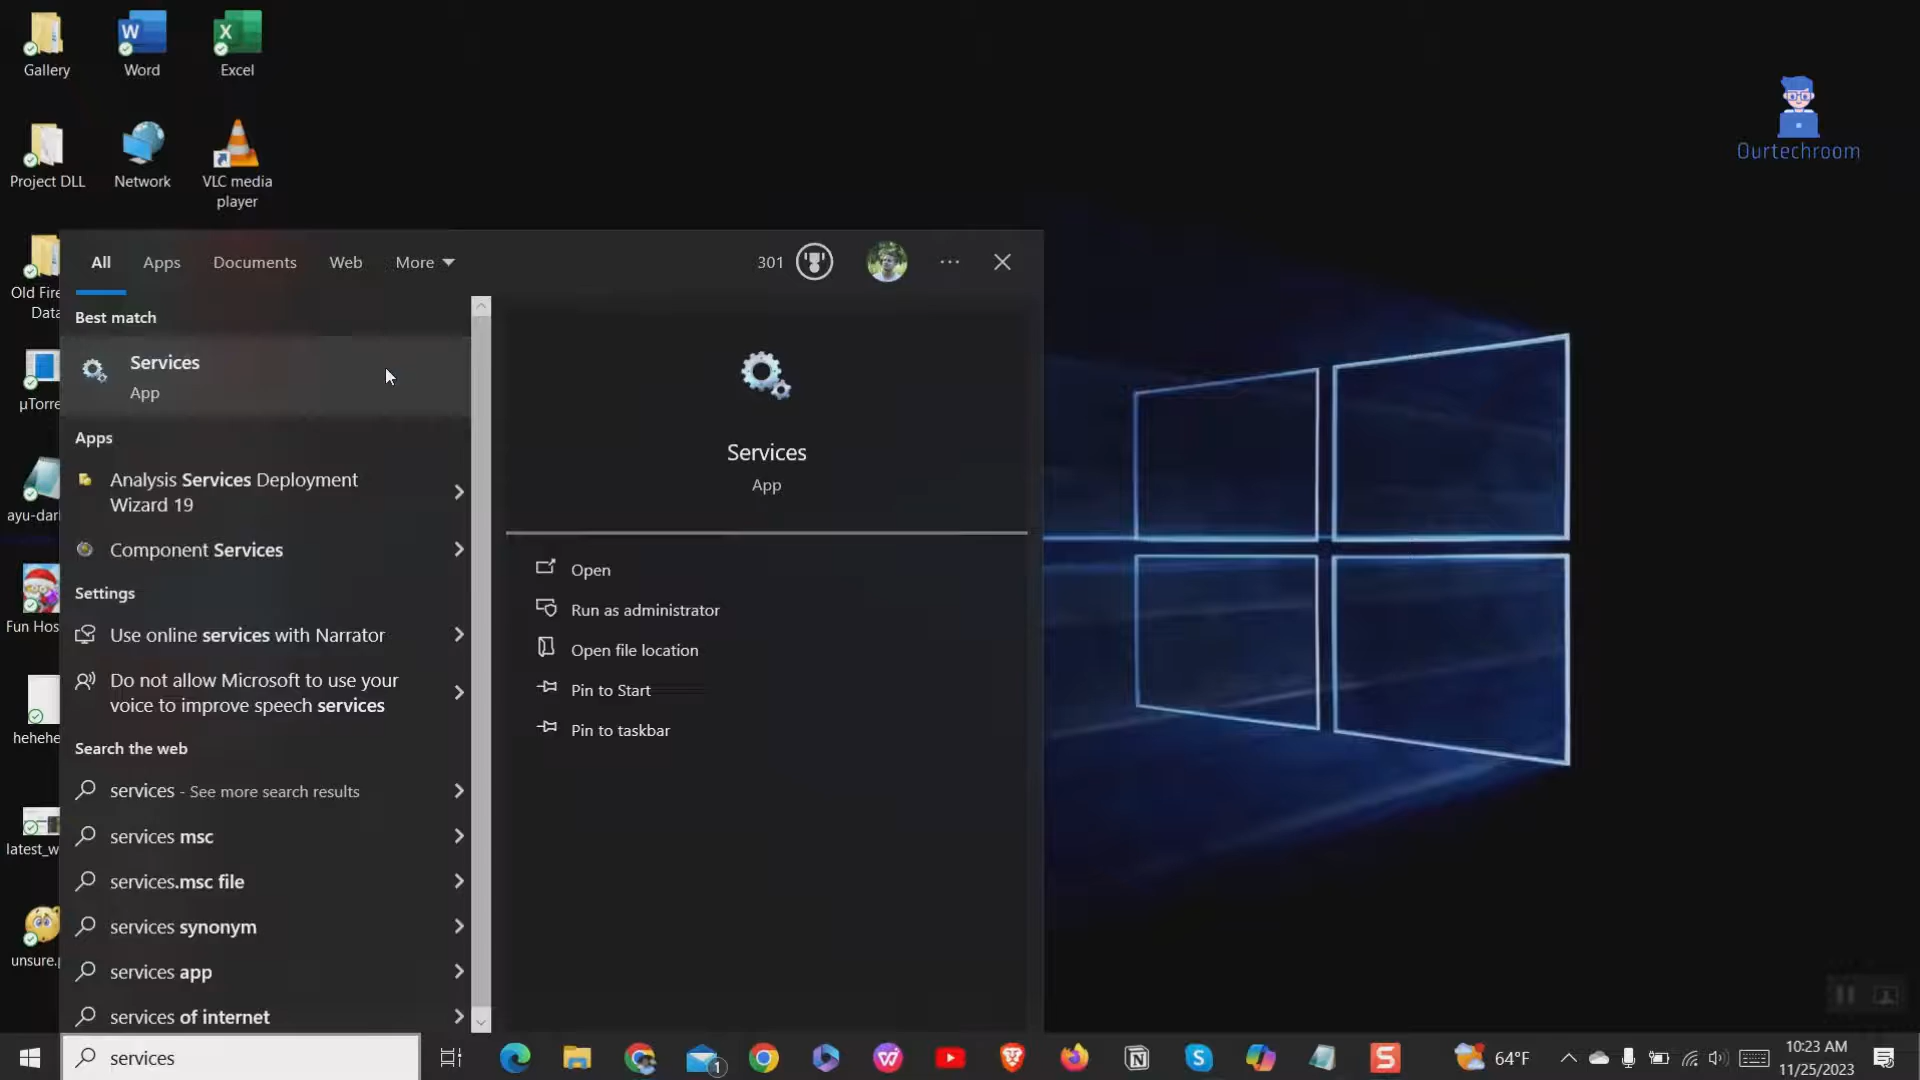 Gallery
Word
Excel
Project DLL
Network
VLC media
player
Old Fire
Data
µTorre
ayu-dar
Fun Hos
hehehe
latest_w
unsure.p
Ourtechroom
All
Apps
Documents
Web
More
301
Best match
Services
App
Apps
Analysis Services Deployment
Wizard 19
Component Services
Settings
Use online services with Narrator
Do not allow Microsoft to use your
voice to improve speech services
Search the web
services - See more search results
services msc
services.msc file
services synonym
services app
services of internet
Services
App
Open
Run as administrator
Open file location
Pin to Start
Pin to taskbar
services
1
64°F
10:23 AM
11/25/2023